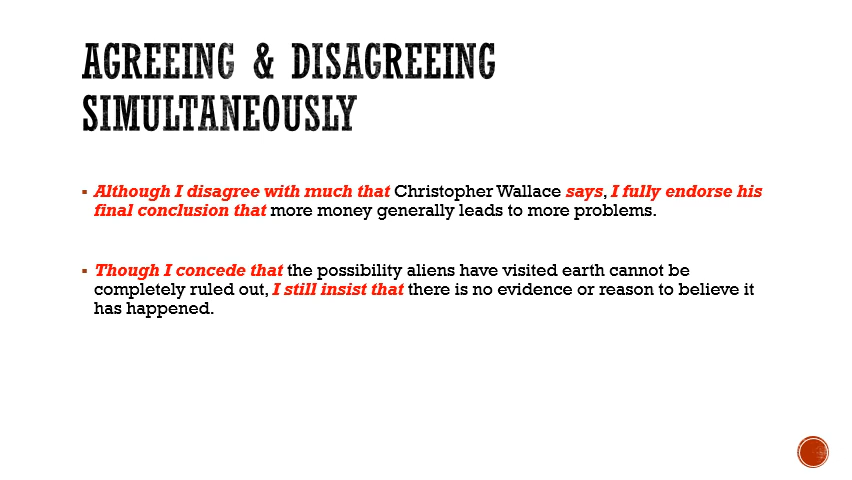 AGREEING & DISAGREEING
SIMULTANEOUSLY
▪ Although I disagree with much that Christopher Wallace says, I fully endorse his
final conclusion that more money generally leads to more problems.
▪ Though I concede that the possibility aliens have visited earth cannot be
completely ruled out, I still insist that there is no evidence or reason to believe it
has happened.